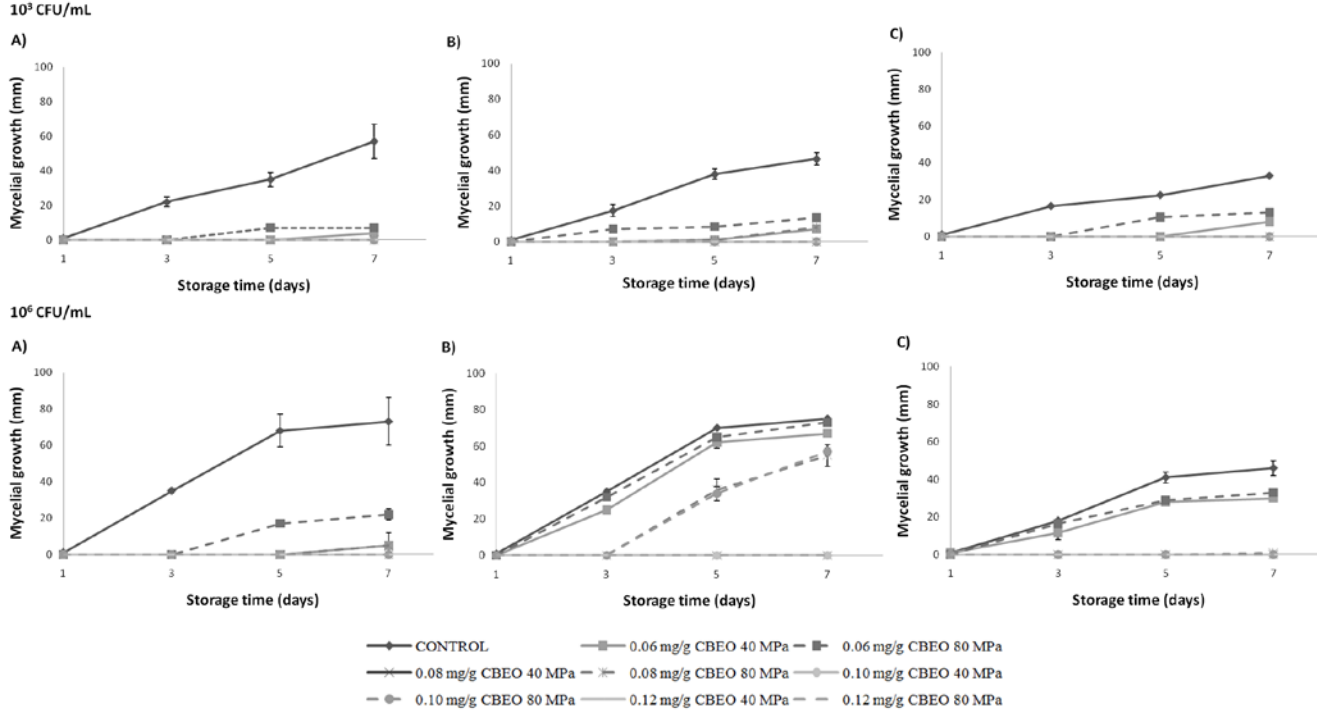 10³ CFU/mL
A)
B)
C)
Mycelial growth (mm)
100
80
60
40
20
0
1 3 5 7
Storage time (days)
Mycelial growth (mm)
100
80
60
40
20
0
1 3 5 7
Storage time (days)
Mycelial growth (mm)
100
80
60
40
20
0
1 3 5 7
Storage time (days)
10⁶ CFU/mL
A)
B)
C)
Mycelial growth (mm)
100
80
60
40
20
0
1 3 5 7
Storage time (days)
Mycelial growth (mm)
100
80
60
40
20
0
1 3 5 7
Storage time (days)
Mycelial growth (mm)
100
80
60
40
20
0
1 3 5 7
Storage time (days)
CONTROL 0.06 mg/g CBEO 40 MPa 0.06 mg/g CBEO 80 MPa
0.08 mg/g CBEO 40 MPa 0.08 mg/g CBEO 80 MPa 0.10 mg/g CBEO 40 MPa
0.10 mg/g CBEO 80 MPa 0.12 mg/g CBEO 40 MPa 0.12 mg/g CBEO 80 MPa